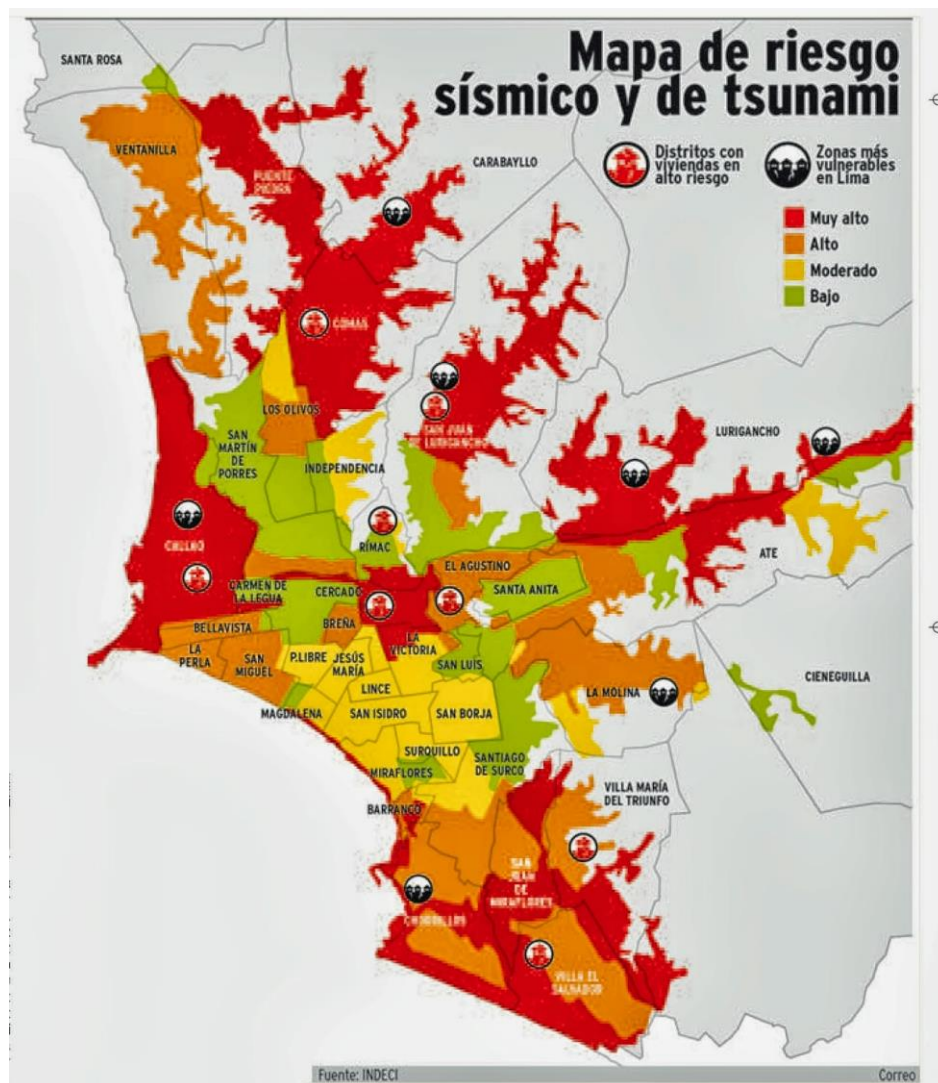 Mapa de riesgo
sísmico y de tsunami
Distritos con
viviendas en
alto riesgo
Zonas más
vulnerables
en Lima
Muy alto
Alto
Moderado
Bajo
SANTA ROSA
VENTANILLA
PUENTE
PIEDRA
CARABAYLLO
COMAS
LOS OLIVOS
SAN
MARTÍN
DE
PORRES
INDEPENDENCIA
SAN JUAN
DE LURIGANCHO
LURIGANCHO
CALLAO
RÍMAC
ATE
EL AGUSTINO
SANTA ANITA
CARMEN DE
LA LEGUA
CERCADO
BREÑA
BELLAVISTA
LA
PERLA
SAN
MIGUEL
P.LIBRE
JESÚS
MARÍA
LA
VICTORIA
SAN LUÍS
LINCE
MAGDALENA
SAN ISIDRO
SAN BORJA
LA MOLINA
CIENEGUILLA
SURQUILLO
MIRAFLORES
SANTIAGO
DE SURCO
BARRANCO
VILLA MARÍA
DEL TRIUNFO
SAN
JUAN
DE
MIRAFLORES
CHORRILLOS
VILLA EL
SALVADOR
Fuente: INDECI
Correo